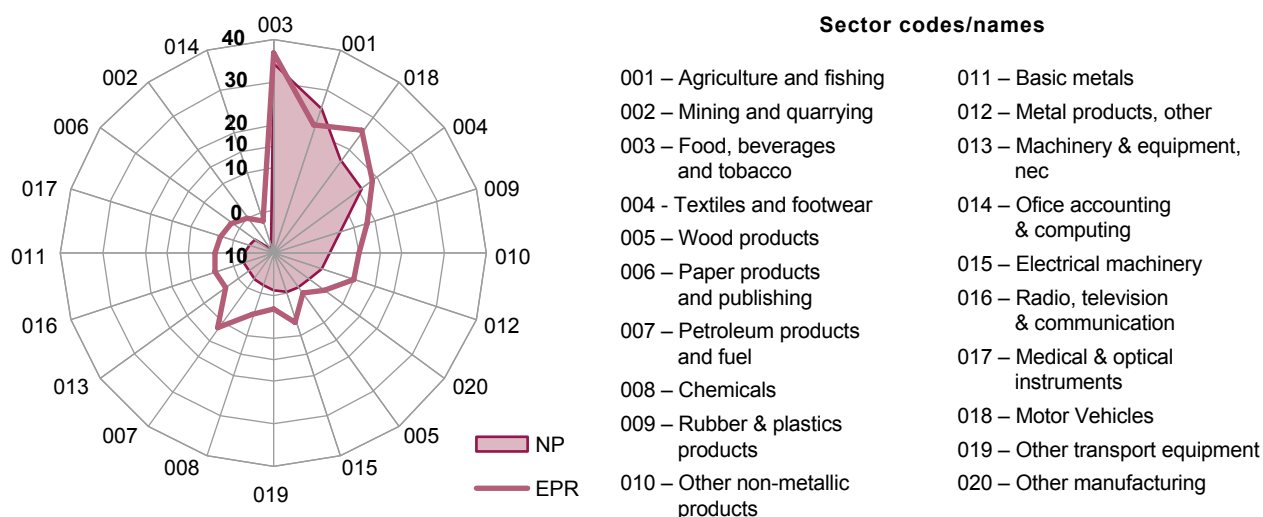 003
40
014
001
002
30
018
006
20
004
10
017
10
009
0
011
10
010
016
012
013
020
007
005
008
015
019
NP
EPR
Sector codes/names
001 – Agriculture and fishing
002 – Mining and quarrying
003 – Food, beverages
and tobacco
004 - Textiles and footwear
005 – Wood products
006 – Paper products
and publishing
007 – Petroleum products
and fuel
008 – Chemicals
009 – Rubber & plastics
products
010 – Other non-metallic
products
011 – Basic metals
012 – Metal products, other
013 – Machinery & equipment,
nec
014 – Ofice accounting
& computing
015 – Electrical machinery
016 – Radio, television
& communication
017 – Medical & optical
instruments
018 – Motor Vehicles
019 – Other transport equipment
020 – Other manufacturing